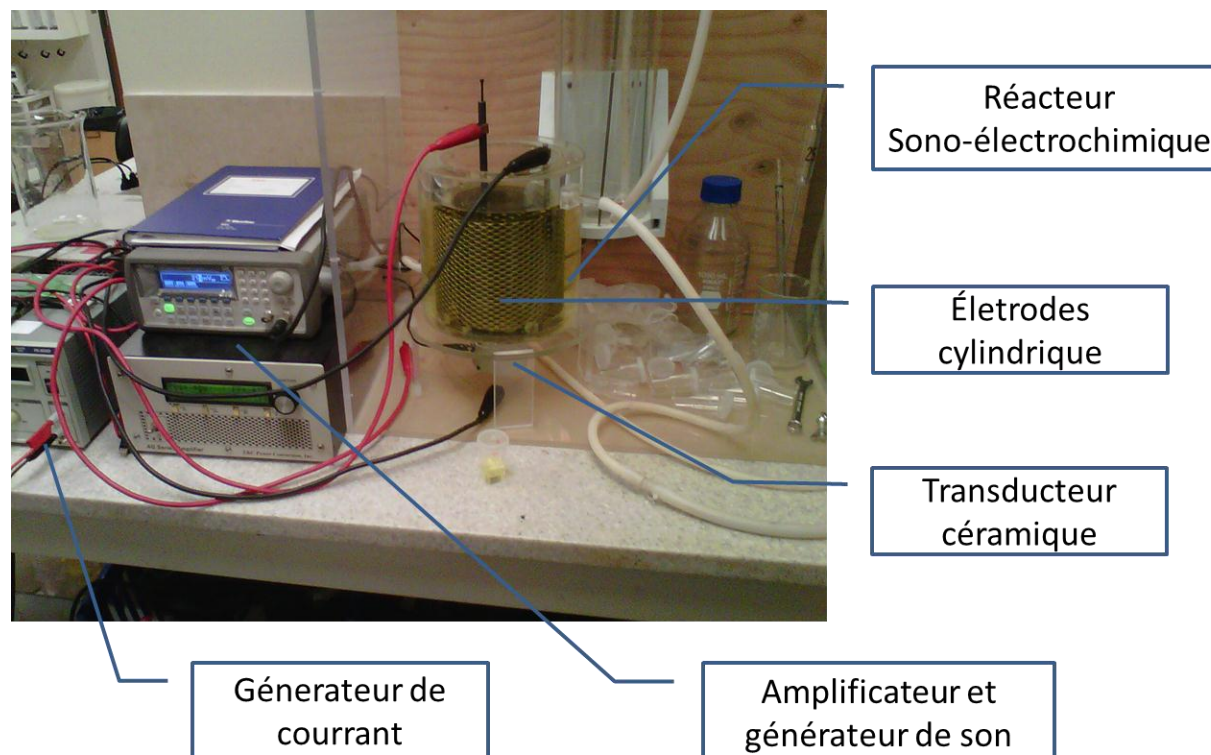 Réacteur
Sono-électrochimique
Életrodes
cylindrique
Transducteur
céramique
Génerateur de
courrant
Amplificateur et
générateur de son